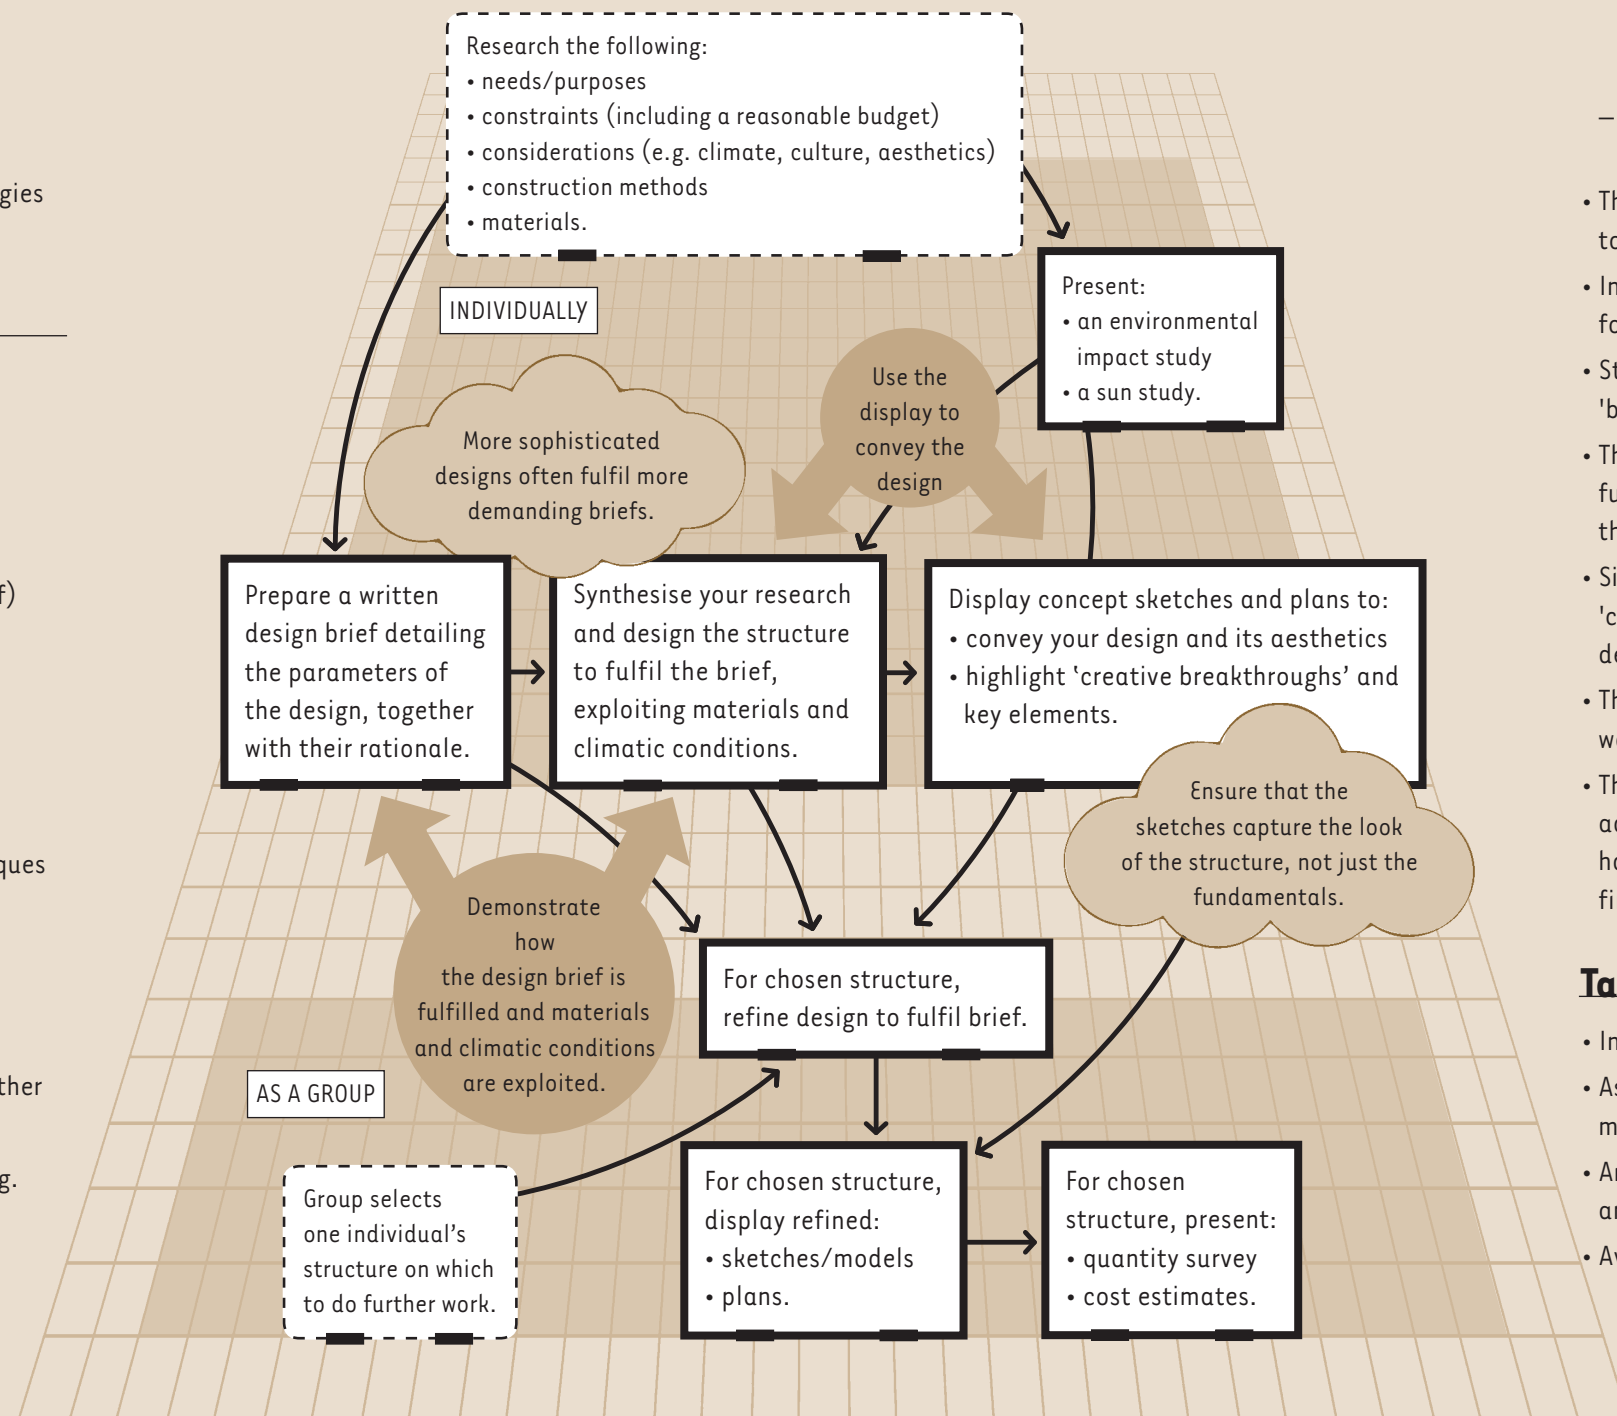 Research the following:
• needs/purposes
• constraints (including a reasonable budget)
• considerations (e.g. climate, culture, aesthetics)
• construction methods
• materials.
INDIVIDUALLY
Present:
• an environmental
impact study
• a sun study.
Use the
display to
convey the
design
More sophisticated
designs often fulfil more
demanding briefs.
Prepare a written
design brief detailing
the parameters of
the design, together
with their rationale.
Synthesise your research
and design the structure
to fulfil the brief,
exploiting materials and
climatic conditions.
Display concept sketches and plans to:
• convey your design and its aesthetics
• highlight ‘creative breakthroughs’ and
key elements.
Ensure that the
sketches capture the look
of the structure, not just the
fundamentals.
Demonstrate
how
the design brief is
fulfilled and materials
and climatic conditions
are exploited.
For chosen structure,
refine design to fulfil brief.
AS A GROUP
Group selects
one individual’s
structure on which
to do further work.
For chosen structure,
display refined:
• sketches/models
• plans.
For chosen
structure, present:
• quantity survey
• cost estimates.